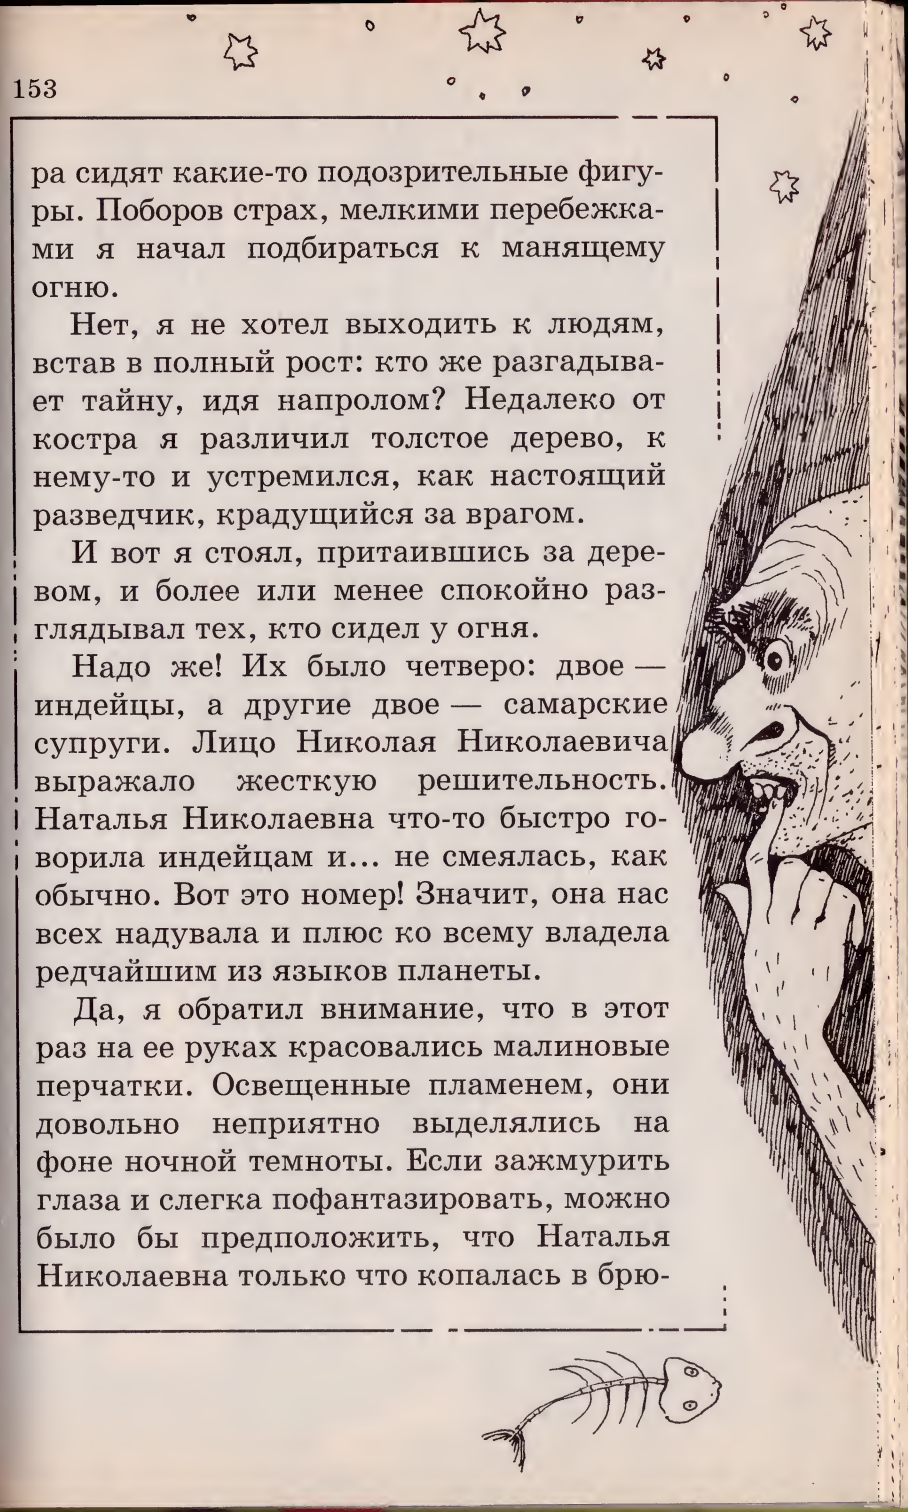 153
ра сидят какие-то подозрительные фигу-
ры. Поборов страх, мелкими перебежка-
ми я начал подбираться к манящему
огню.
Нет, я не хотел выходить к людям,
встав в полный рост: кто же разгадыва-
ет тайну, идя напролом? Недалеко от
костра я различил толстое дерево, к
нему-то и устремился, как настоящий
разведчик, крадущийся за врагом.
И вот я стоял, притаившись за дере-
вом, и более или менее спокойно раз-
глядывал тех, кто сидел у огня.
Надо же! Их было четверо: двое —
индейцы, а другие двое — самарские
супруги. Лицо Николая Николаевича
выражало жесткую решительность.
Наталья Николаевна что-то быстро го-
ворила индейцам и... не смеялась, как
обычно. Вот это номер! Значит, она нас
всех надувала и плюс ко всему владела
редчайшим из языков планеты.
Да, я обратил внимание, что в этот
раз на ее руках красовались малиновые
перчатки. Освещенные пламенем, они
довольно неприятно выделялись на
фоне ночной темноты. Если зажмурить
глаза и слегка пофантазировать, можно
было бы предположить, что Наталья
Николаевна только что копалась в брю-